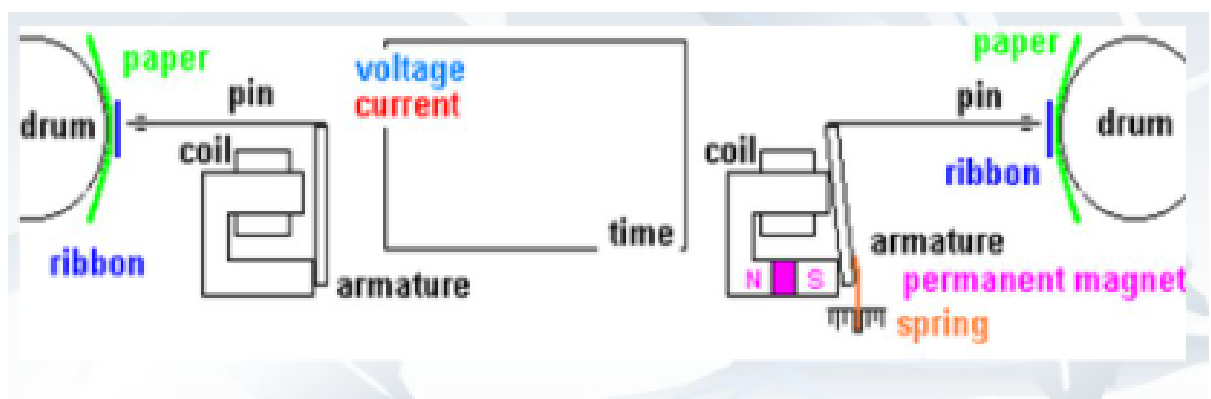 paper
pin
drum
coil
ribbon
armature
voltage
current
time
paper
pin
drum
coil
ribbon
armature
N S
permanent magnet
spring